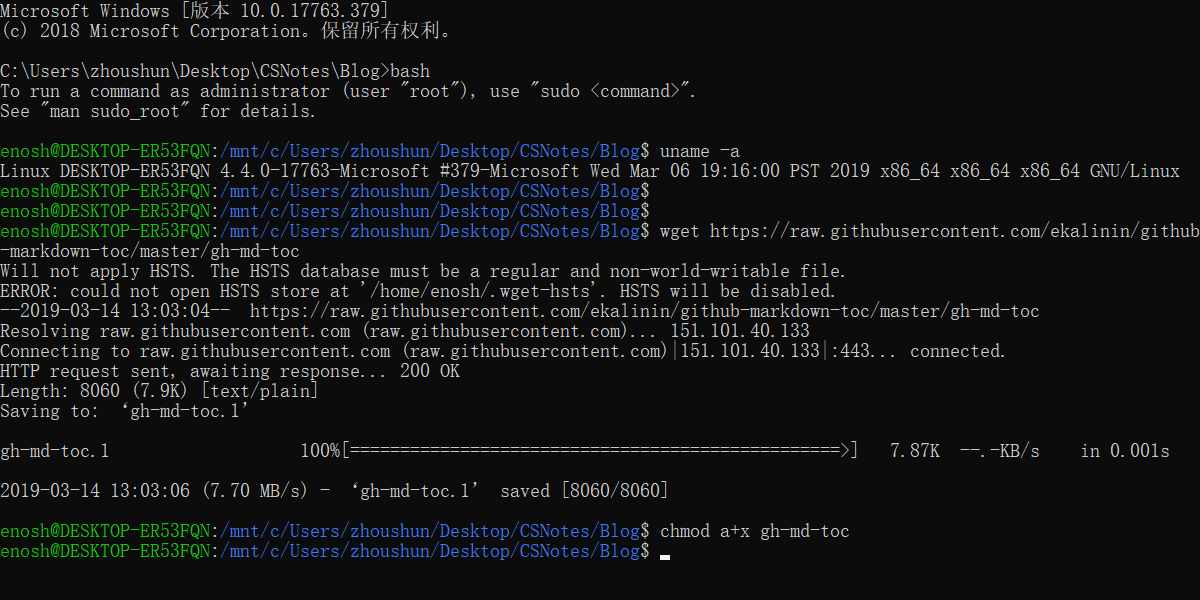 Microsoft Windows [版本 10.0.17763.379]
(c) 2018 Microsoft Corporation。保留所有权利。
C:\Users\zhoushun\Desktop\CSNotes\Blog>bash
To run a command as administrator (user "root"), use "sudo <command>".
See "man sudo_root" for details.
enosh@DESKTOP-ER53FQN:/mnt/c/Users/zhoushun/Desktop/CSNotes/Blog$ uname -a
Linux DESKTOP-ER53FQN 4.4.0-17763-Microsoft #379-Microsoft Wed Mar 06 19:16:00 PST 2019 x86_64 x86_64 x86_64 GNU/Linux
enosh@DESKTOP-ER53FQN:/mnt/c/Users/zhoushun/Desktop/CSNotes/Blog$
enosh@DESKTOP-ER53FQN:/mnt/c/Users/zhoushun/Desktop/CSNotes/Blog$
enosh@DESKTOP-ER53FQN:/mnt/c/Users/zhoushun/Desktop/CSNotes/Blog$ wget https://raw.githubusercontent.com/ekalinin/github
-markdown-toc/master/gh-md-toc
Will not apply HSTS. The HSTS database must be a regular and non-world-writable file.
ERROR: could not open HSTS store at '/home/enosh/.wget-hsts'. HSTS will be disabled.
--2019-03-14 13:03:04--  https://raw.githubusercontent.com/ekalinin/github-markdown-toc/master/gh-md-toc
Resolving raw.githubusercontent.com (raw.githubusercontent.com)... 151.101.40.133
Connecting to raw.githubusercontent.com (raw.githubusercontent.com)|151.101.40.133|:443... connected.
HTTP request sent, awaiting response... 200 OK
Length: 8060 (7.9K) [text/plain]
Saving to: ‘gh-md-toc.1’
gh-md-toc.1                   100%[=================================================>]   7.87K  --.-KB/s    in 0.001s
2019-03-14 13:03:06 (7.70 MB/s) - ‘gh-md-toc.1’ saved [8060/8060]
enosh@DESKTOP-ER53FQN:/mnt/c/Users/zhoushun/Desktop/CSNotes/Blog$ chmod a+x gh-md-toc
enosh@DESKTOP-ER53FQN:/mnt/c/Users/zhoushun/Desktop/CSNotes/Blog$